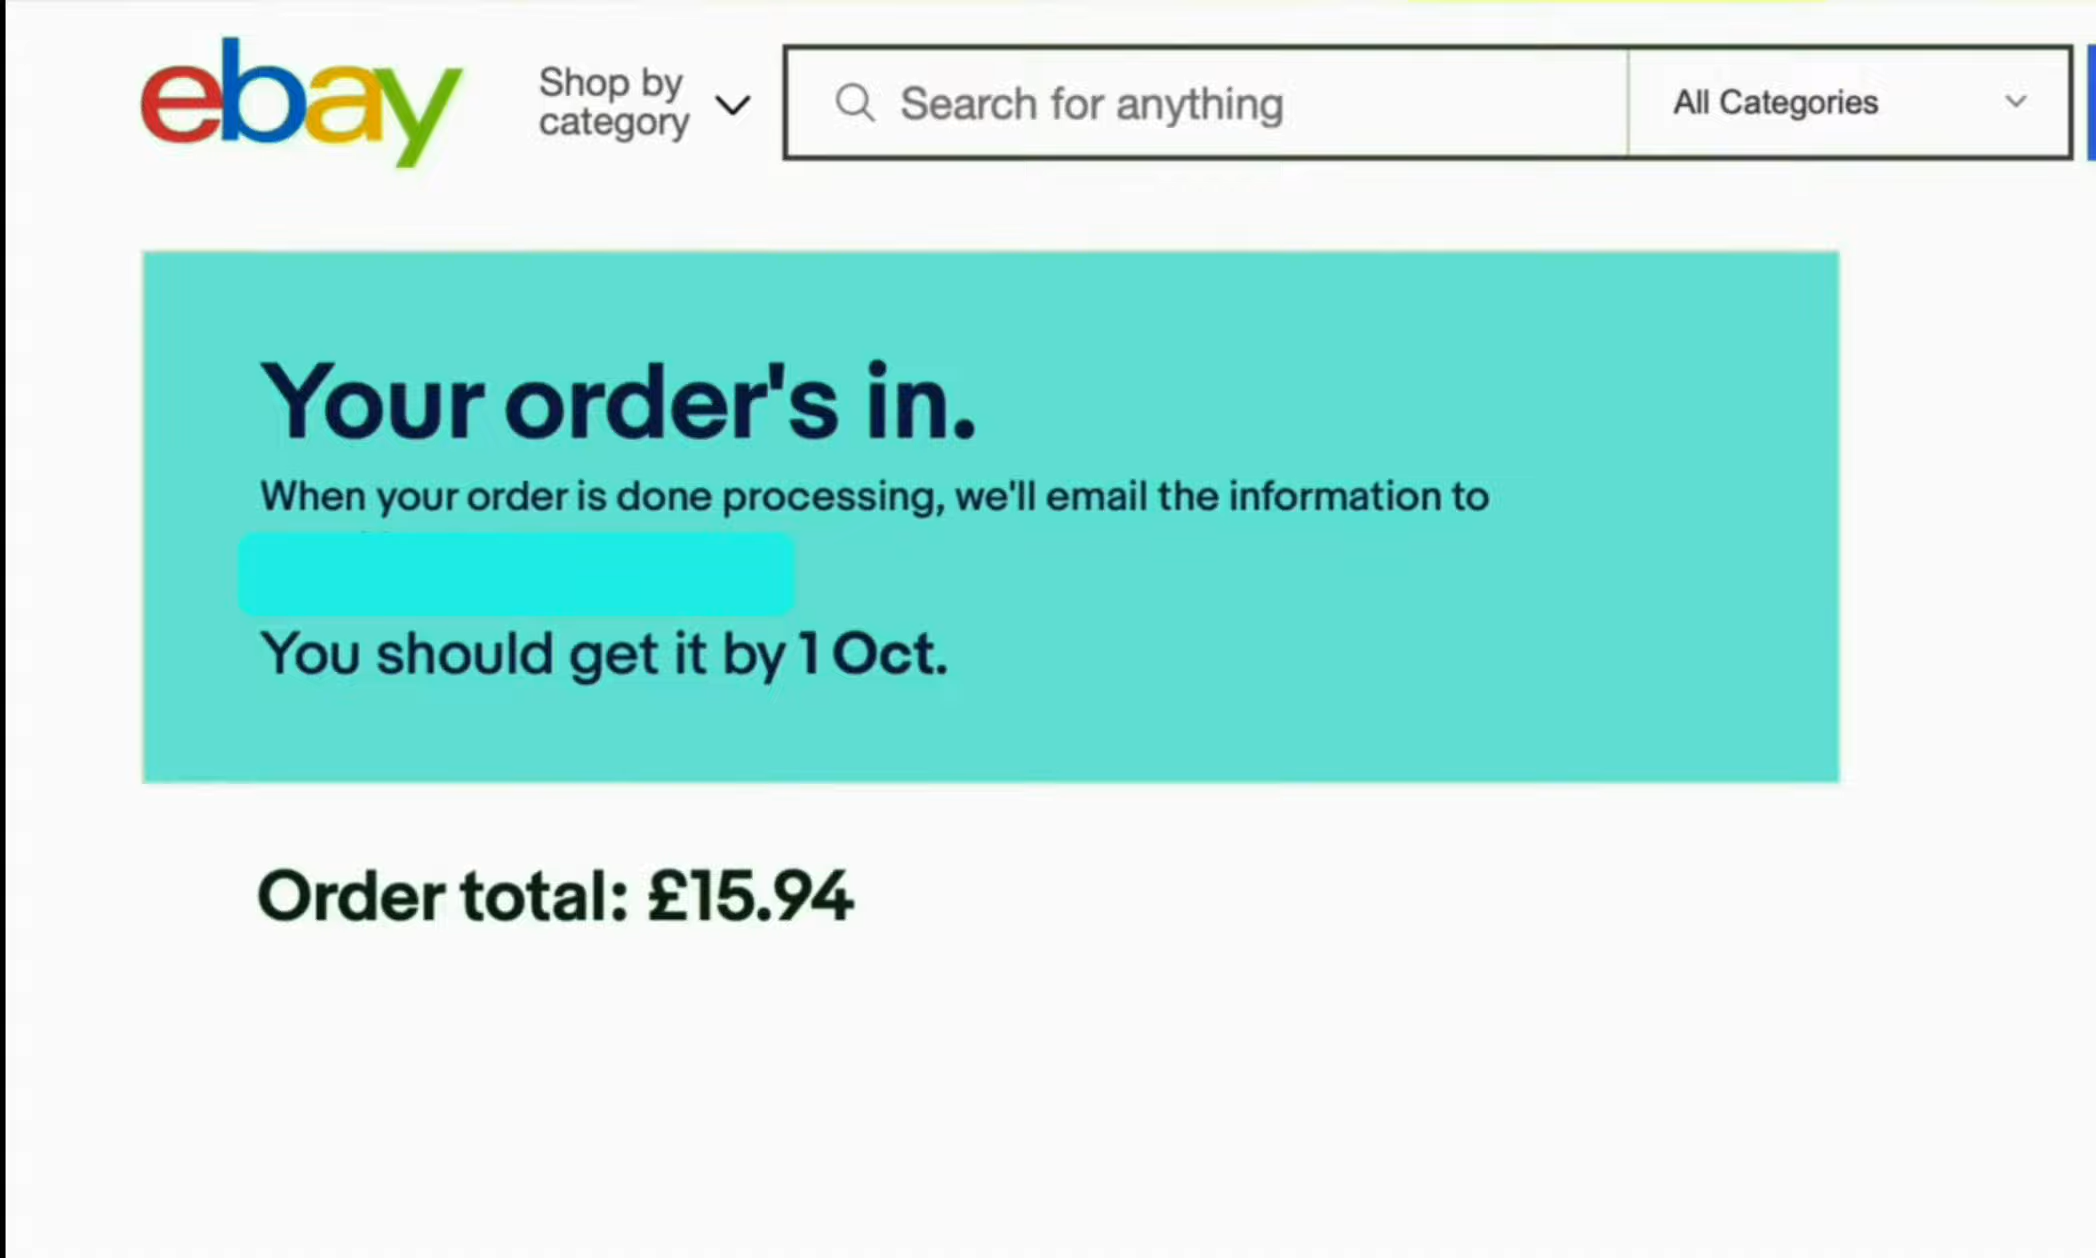 ebay
Shop by
category
Search for anything
All Categories
Your order's in.
When your order is done processing, we'll email the information to
You should get it by 1 Oct.
Order total: £15.94